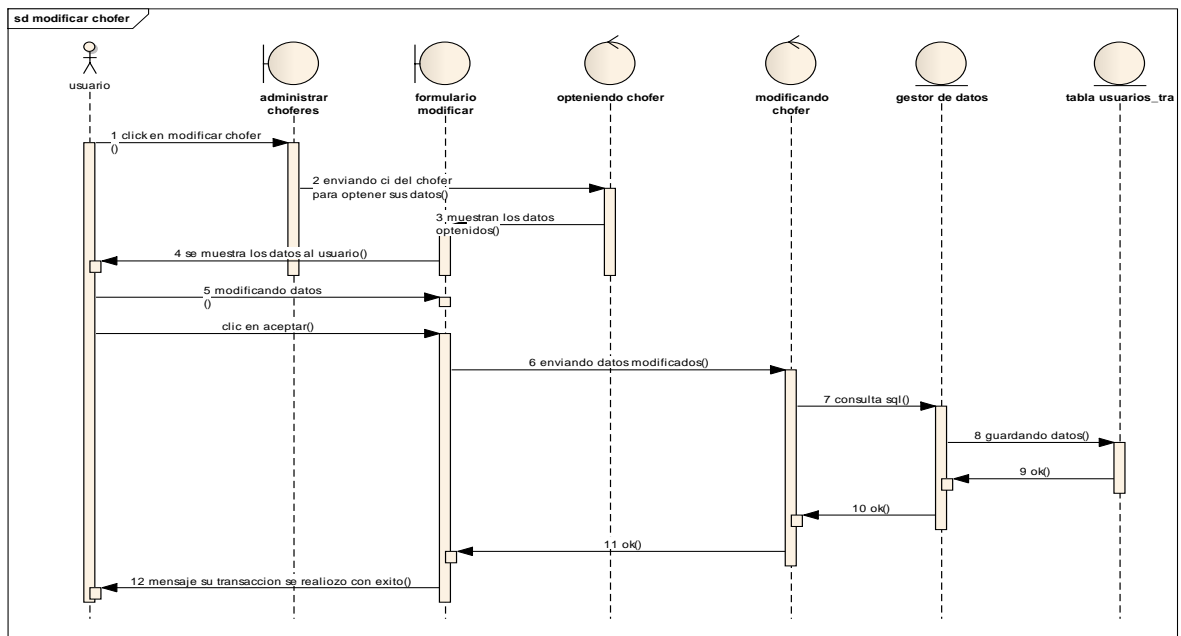 sd modificar chofer
usuario
administrar
choferes
formulario
modificar
opteniendo chofer
modificando
chofer
gestor de datos
tabla usuarios_tra
1 click en modificar chofer
()
2 enviando ci del chofer
para optener sus datos()
3 muestran los datos
optenidos()
4 se muestra los datos al usuario()
5 modificando datos
()
clic en aceptar()
6 enviando datos modificados()
7 consulta sql()
8 guardando datos()
9 ok()
10 ok()
11 ok()
12 mensaje su transaccion se realiozo con exito()